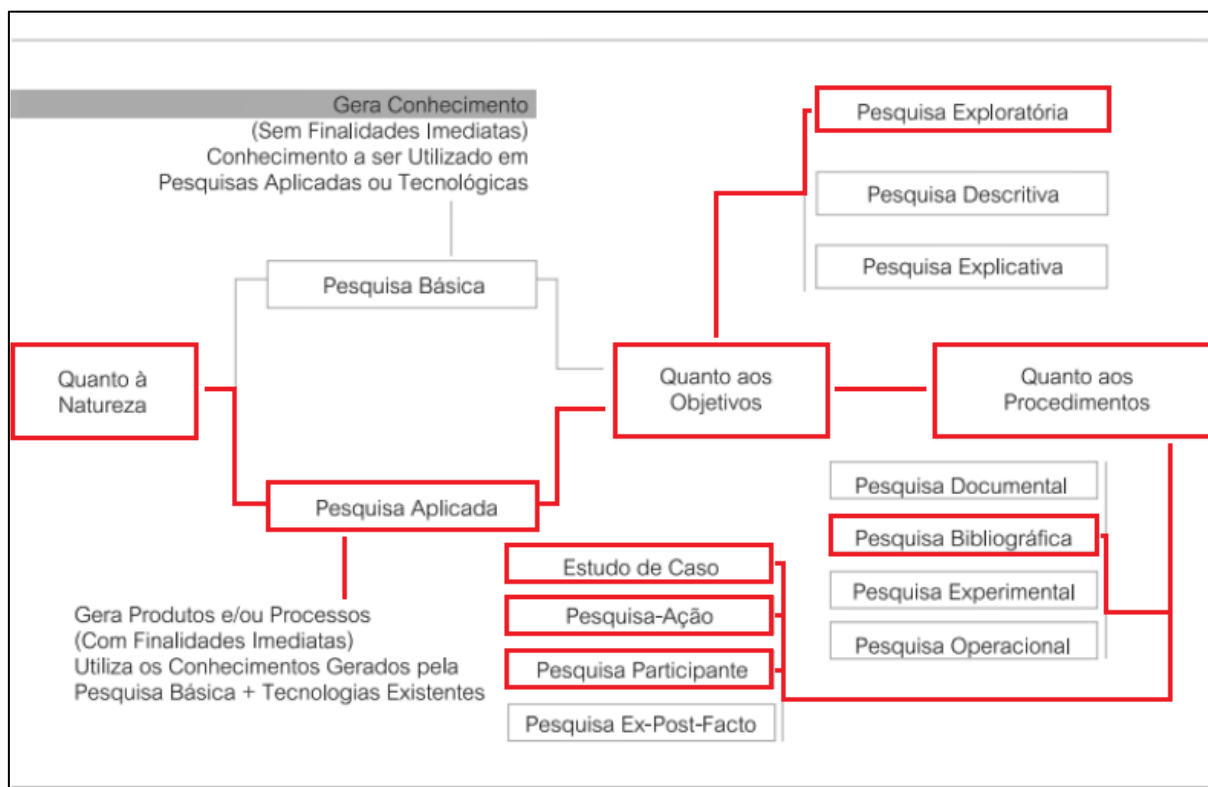 Gera Conhecimento
(Sem Finalidades Imediatas)
Conhecimento a ser Utilizado em
Pesquisas Aplicadas ou Tecnológicas
Pesquisa Exploratória
Pesquisa Descritiva
Pesquisa Explicativa
Pesquisa Básica
Quanto à
Natureza
Quanto aos
Objetivos
Quanto aos
Procedimentos
Pesquisa Aplicada
Gera Produtos e/ou Processos
(Com Finalidades Imediatas)
Utiliza os Conhecimentos Gerados pela
Pesquisa Básica + Tecnologias Existentes
Estudo de Caso
Pesquisa-Ação
Pesquisa Participante
Pesquisa Ex-Post-Facto
Pesquisa Documental
Pesquisa Bibliográfica
Pesquisa Experimental
Pesquisa Operacional